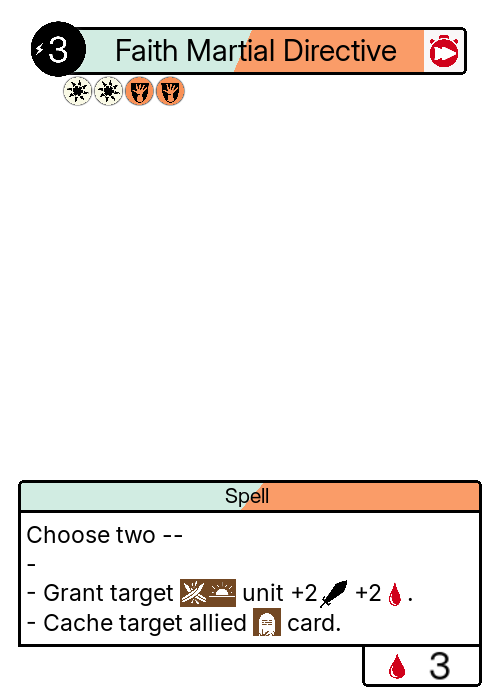 3
Faith Martial Directive
Spell
Choose two --
-
- Grant target unit +2 +2 .
- Cache target allied card.
3